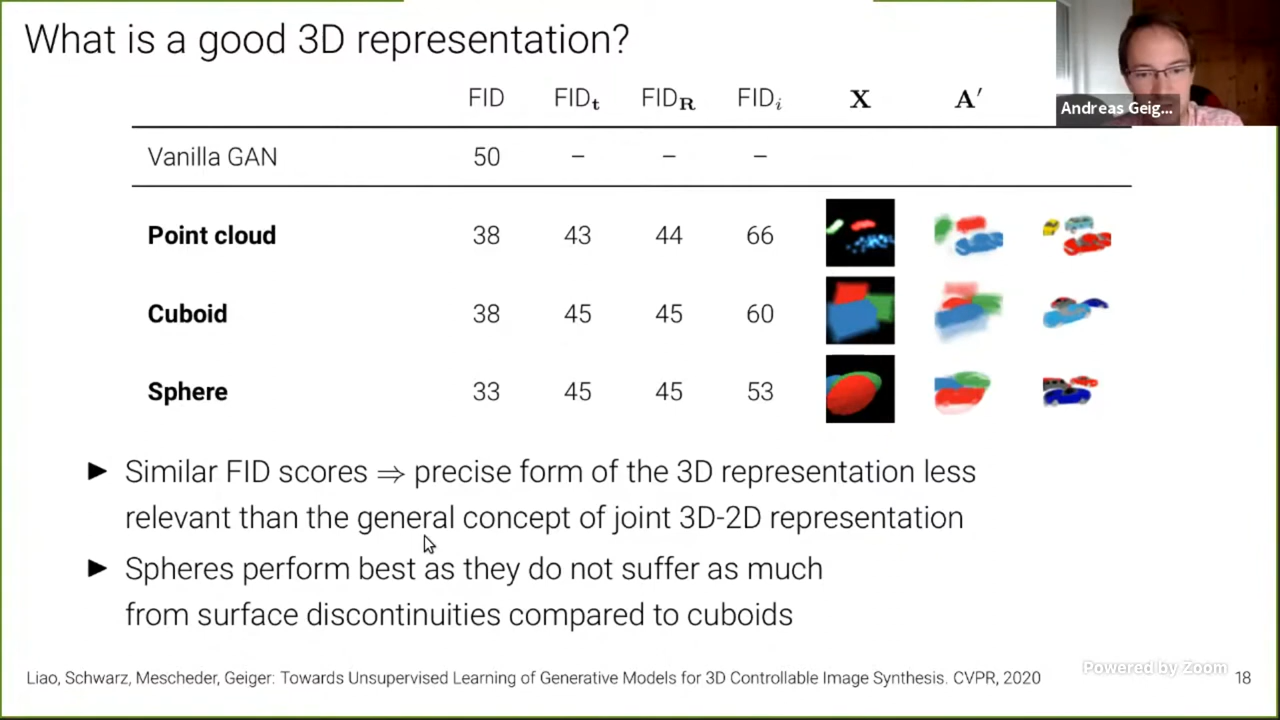 What is a good 3D representation?
Andreas Geig...
FID FIDt FIDR FIDi X A′
Vanilla GAN 50 – – –
Point cloud 38 43 44 66
Cuboid 38 45 45 60
Sphere 33 45 45 53
► Similar FID scores ⇒ precise form of the 3D representation less
relevant than the general concept of joint 3D-2D representation
► Spheres perform best as they do not suffer as much
from surface discontinuities compared to cuboids
Powered by Zoom
Liao, Schwarz, Mescheder, Geiger: Towards Unsupervised Learning of Generative Models for 3D Controllable Image Synthesis. CVPR, 2020 18